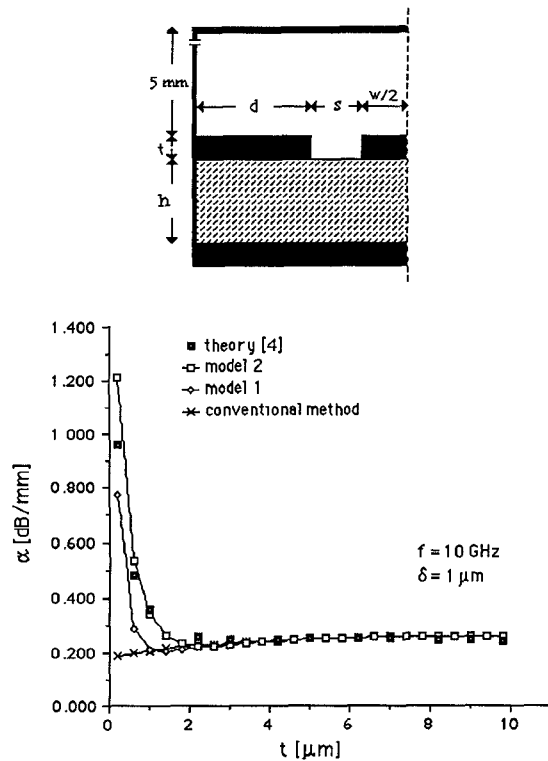 5 mm
d
s
w/2
t
h
1.400
1.200
1.000
0.800
0.600
0.400
0.200
0.000
α [dB/mm]
theory [4]
model 2
model 1
conventional method
f = 10 GHz
δ = 1 μm
0
2
4
6
8
10
t [μm]